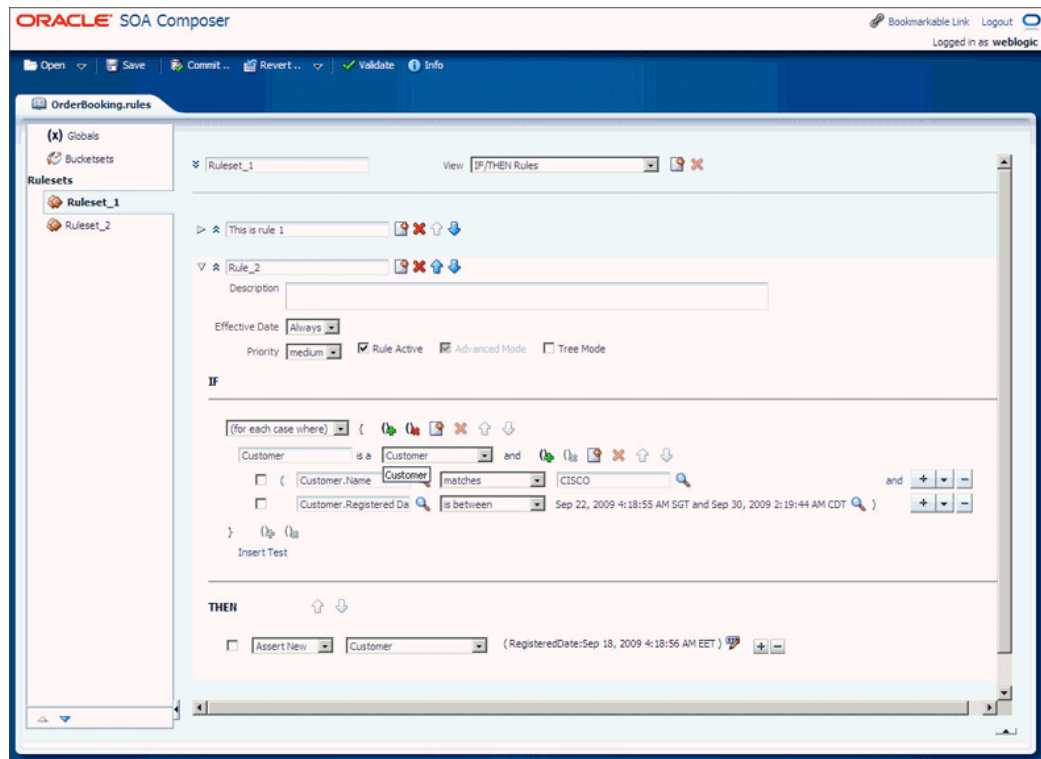 ORACLE SOA Composer
Bookmarkable Link Logout
Logged in as weblogic
Open Save Commit .. Revert .. Validate Info
OrderBooking.rules
(x) Globals
Bucketsets
Rulesets
Ruleset_1
Ruleset_2
Ruleset_1 View IF/THEN Rules
This is rule 1
Rule_2
Description
Effective Date Always
Priority medium Rule Active Advanced Mode Tree Mode
IF
(for each case where) {
Customer is a Customer and
Customer
( Customer.Name matches CISCO and
Customer.Registered Da is between Sep 22, 2009 4:18:55 AM SGT and Sep 30, 2009 2:19:44 AM CDT )
}
Insert Test
THEN
Assert New Customer (RegisteredDate:Sep 18, 2009 4:18:56 AM EET )